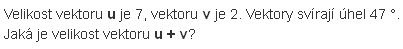 Velikost vektoru u je 7, vektoru v je 2. Vektory svírají úhel 47 °.
Jaká je velikost vektoru u + v?